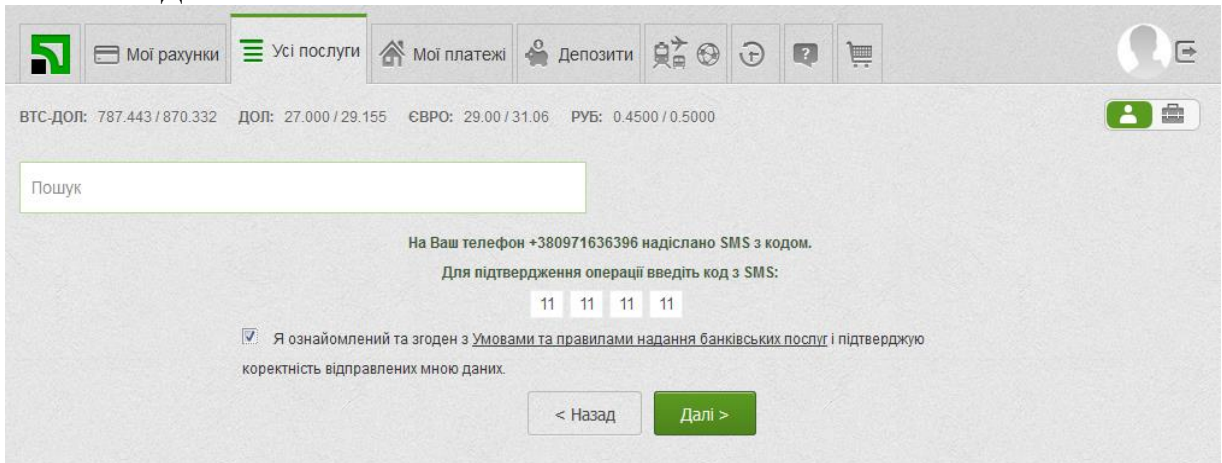 Мої рахунки Усі послуги Мої платежі Депозити
BTC-ДОЛ: 787.443 / 870.332 ДОЛ: 27.000 / 29.155 ЄВРО: 29.00 / 31.06 РУБ: 0.4500 / 0.5000
Пошук
На Ваш телефон +380971636396 надіслано SMS з кодом.
Для підтвердження операції введіть код з SMS:
11 11 11 11
Я ознайомлений та згоден з Умовами та правилами надання банківських послуг і підтверджую
коректність відправлених мною даних.
< Назад Далі >